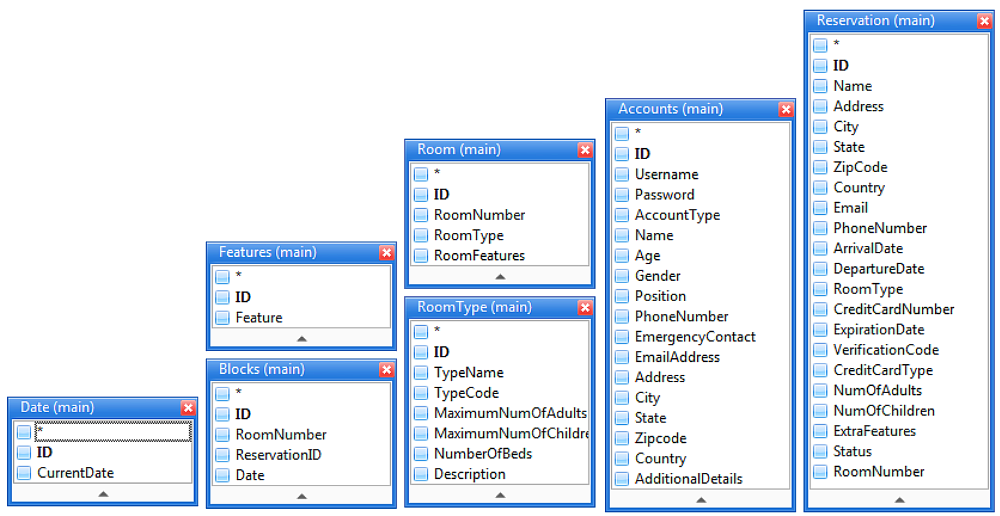 Date (main)
*
ID
CurrentDate
Features (main)
*
ID
Feature
Blocks (main)
*
ID
RoomNumber
ReservationID
Date
Room (main)
*
ID
RoomNumber
RoomType
RoomFeatures
RoomType (main)
*
ID
TypeName
TypeCode
MaximumNumOfAdults
MaximumNumOfChildre
NumberOfBeds
Description
Accounts (main)
*
ID
Username
Password
AccountType
Name
Age
Gender
Position
PhoneNumber
EmergencyContact
EmailAddress
Address
City
State
Zipcode
Country
AdditionalDetails
Reservation (main)
*
ID
Name
Address
City
State
ZipCode
Country
Email
PhoneNumber
ArrivalDate
DepartureDate
RoomType
CreditCardNumber
ExpirationDate
VerificationCode
CreditCardType
NumOfAdults
NumOfChildren
ExtraFeatures
Status
RoomNumber